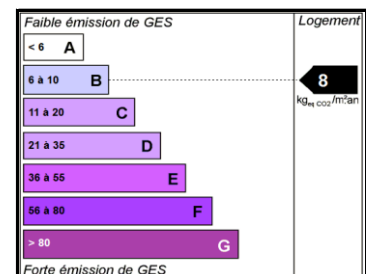 Faible émission de GES
Logement
< 6 A
6 à 10 B
8
kgeq CO2/m².an
11 à 20 C
21 à 35 D
36 à 55 E
56 à 80 F
> 80 G
Forte émission de GES